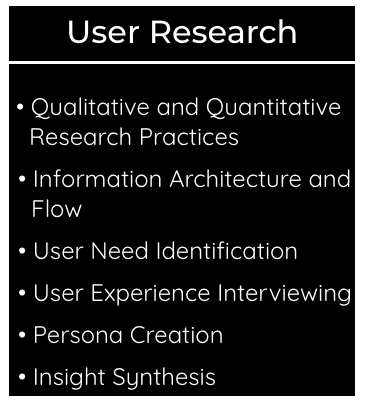 User Research
• Qualitative and Quantitative
Research Practices
• Information Architecture and
Flow
• User Need Identification
• User Experience Interviewing
• Persona Creation
• Insight Synthesis